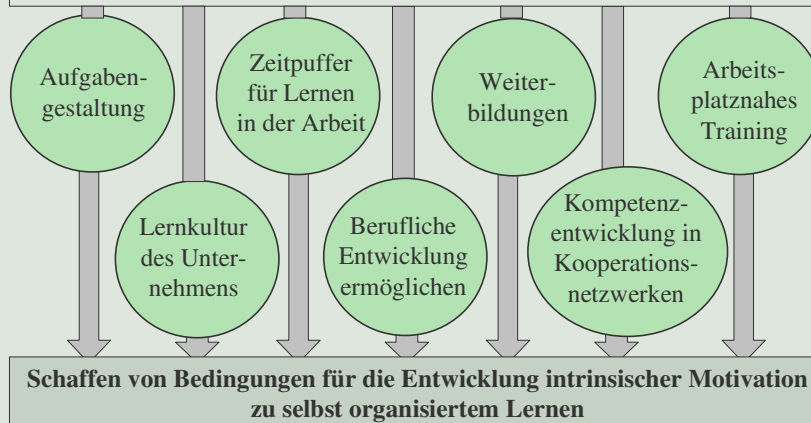 Aufgaben-
gestaltung
Zeitpuffer
für Lernen
in der Arbeit
Weiter-
bildungen
Arbeits-
platznahes
Training
Lernkultur
des Unter-
nehmens
Berufliche
Entwicklung
ermöglichen
Kompetenz-
entwicklung in
Kooperations-
netzwerken
Schaffen von Bedingungen für die Entwicklung intrinsischer Motivation
zu selbst organisiertem Lernen